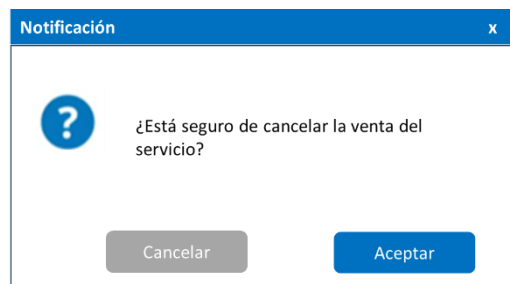 Notificación x
?
¿Está seguro de cancelar la venta del
servicio?
Cancelar Aceptar